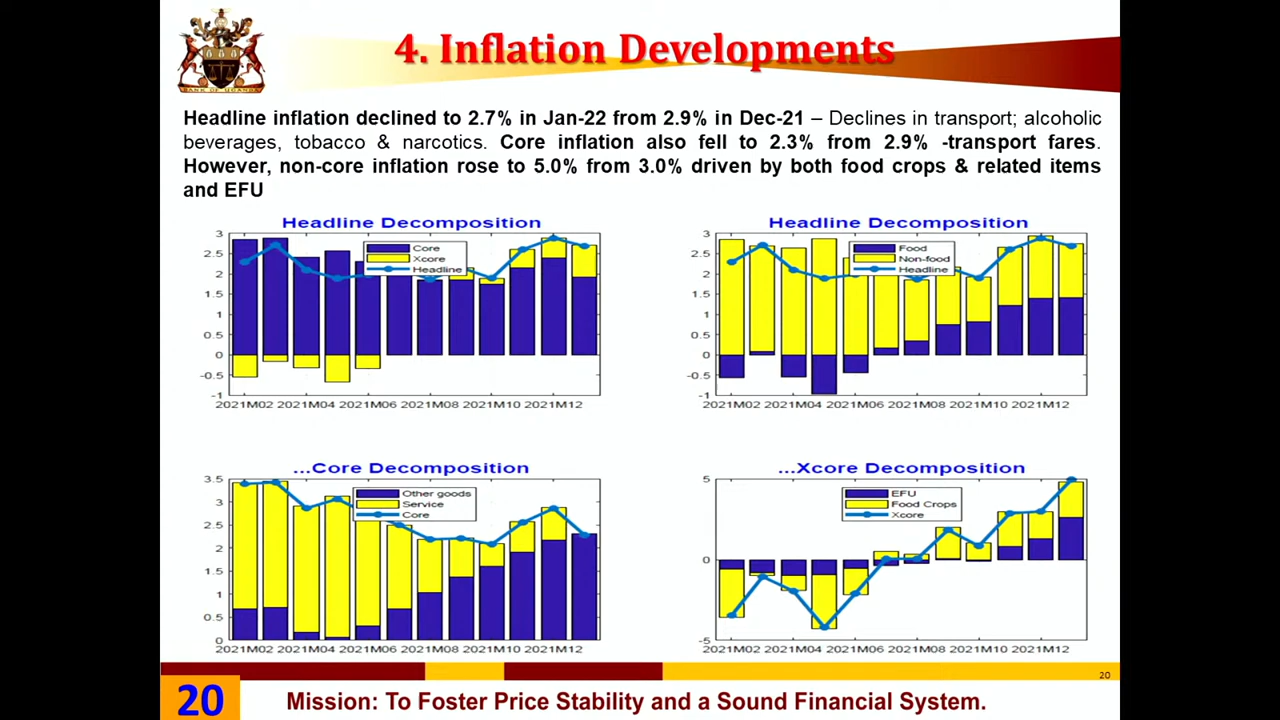 4. Inflation Developments
BANK OF UGANDA
Headline inflation declined to 2.7% in Jan-22 from 2.9% in Dec-21 – Declines in transport; alcoholic
beverages, tobacco & narcotics. Core inflation also fell to 2.3% from 2.9% -transport fares.
However, non-core inflation rose to 5.0% from 3.0% driven by both food crops & related items
and EFU
Headline Decomposition
3
2.5
2
1.5
1
0.5
0
-0.5
-1
Core
Xcore
Headline
2021M02 2021M04 2021M06 2021M08 2021M10 2021M12
Headline Decomposition
3
2.5
2
1.5
1
0.5
0
-0.5
-1
Food
Non-food
Headline
2021M02 2021M04 2021M06 2021M08 2021M10 2021M12
...Core Decomposition
3.5
3
2.5
2
1.5
1
0.5
0
Other goods
Service
Core
2021M02 2021M04 2021M06 2021M08 2021M10 2021M12
...Xcore Decomposition
5
0
-5
EFU
Food Crops
Xcore
2021M02 2021M04 2021M06 2021M08 2021M10 2021M12
20
20
Mission: To Foster Price Stability and a Sound Financial System.